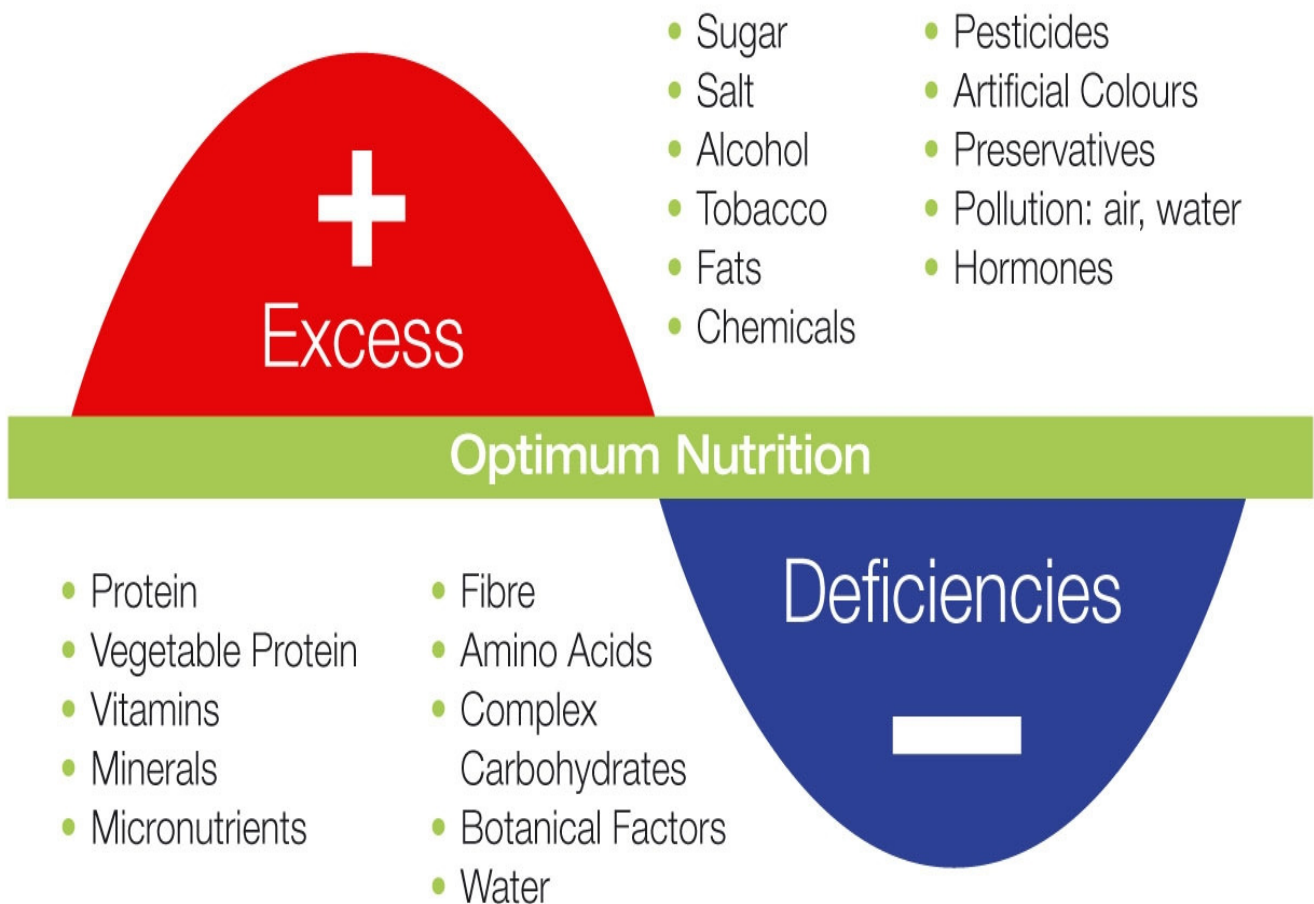 • Sugar
• Salt
• Alcohol
• Tobacco
• Fats
• Chemicals
• Pesticides
• Artificial Colours
• Preservatives
• Pollution: air, water
• Hormones
+
Excess
Optimum Nutrition
Deficiencies
−
• Protein
• Vegetable Protein
• Vitamins
• Minerals
• Micronutrients
• Fibre
• Amino Acids
• Complex
Carbohydrates
• Botanical Factors
• Water